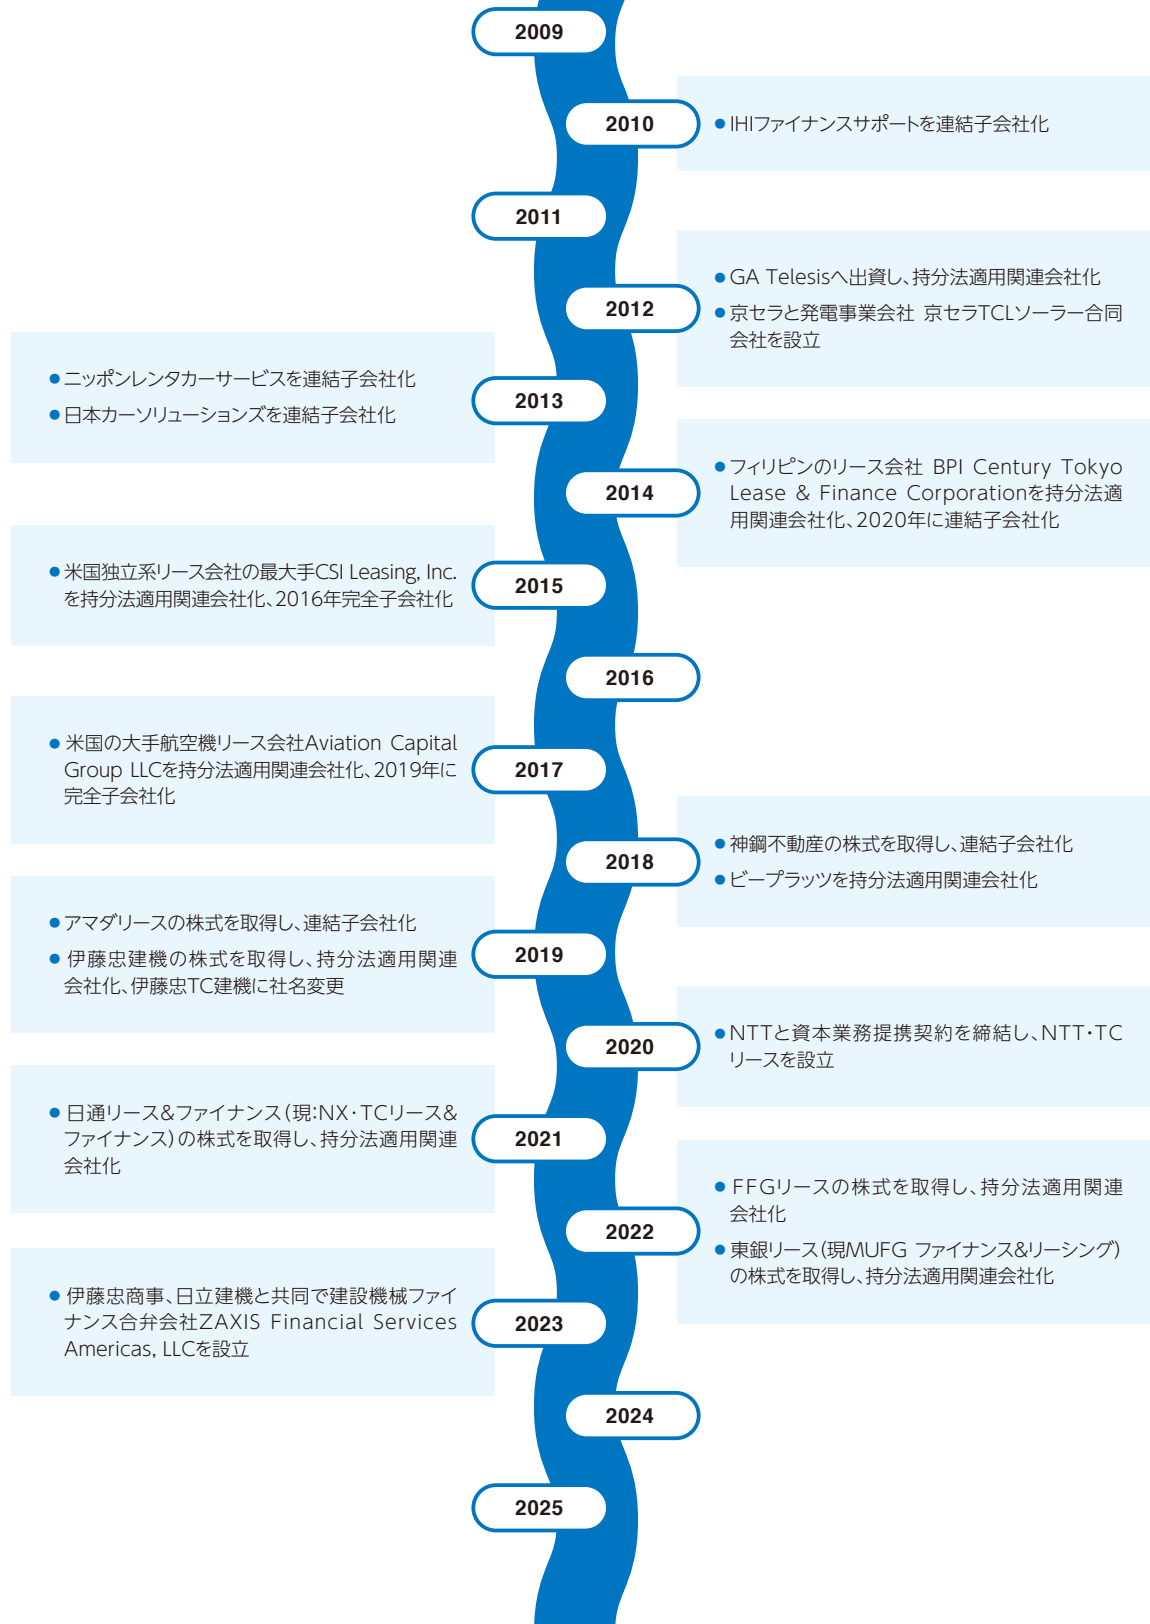 2009
2010
●IHIファイナンスサポートを連結子会社化
2011
2012
●GA Telesisへ出資し、持分法適用関連会社化
●京セラと発電事業会社 京セラTCLソーラー合同
会社を設立
2013
●ニッポンレンタカーサービスを連結子会社化
●日本カーソリューションズを連結子会社化
2014
●フィリピンのリース会社 BPI Century Tokyo
Lease & Finance Corporationを持分法適
用関連会社化、2020年に連結子会社化
2015
●米国独立系リース会社の最大手CSI Leasing, Inc.
を持分法適用関連会社化、2016年完全子会社化
2016
2017
●米国の大手航空機リース会社Aviation Capital
Group LLCを持分法適用関連会社化、2019年に
完全子会社化
2018
●神鋼不動産の株式を取得し、連結子会社化
●ビープラッツを持分法適用関連会社化
2019
●アマダリースの株式を取得し、連結子会社化
●伊藤忠建機の株式を取得し、持分法適用関連
会社化、伊藤忠TC建機に社名変更
2020
●NTTと資本業務提携契約を締結し、NTT・TC
リースを設立
2021
●日通リース&ファイナンス（現:NX・TCリース&
ファイナンス）の株式を取得し、持分法適用関連
会社化
2022
●FFGリースの株式を取得し、持分法適用関連
会社化
●東銀リース（現MUFG ファイナンス&リーシング）
の株式を取得し、持分法適用関連会社化
2023
●伊藤忠商事、日立建機と共同で建設機械ファイ
ナンス合弁会社ZAXIS Financial Services
Americas, LLCを設立
2024
2025